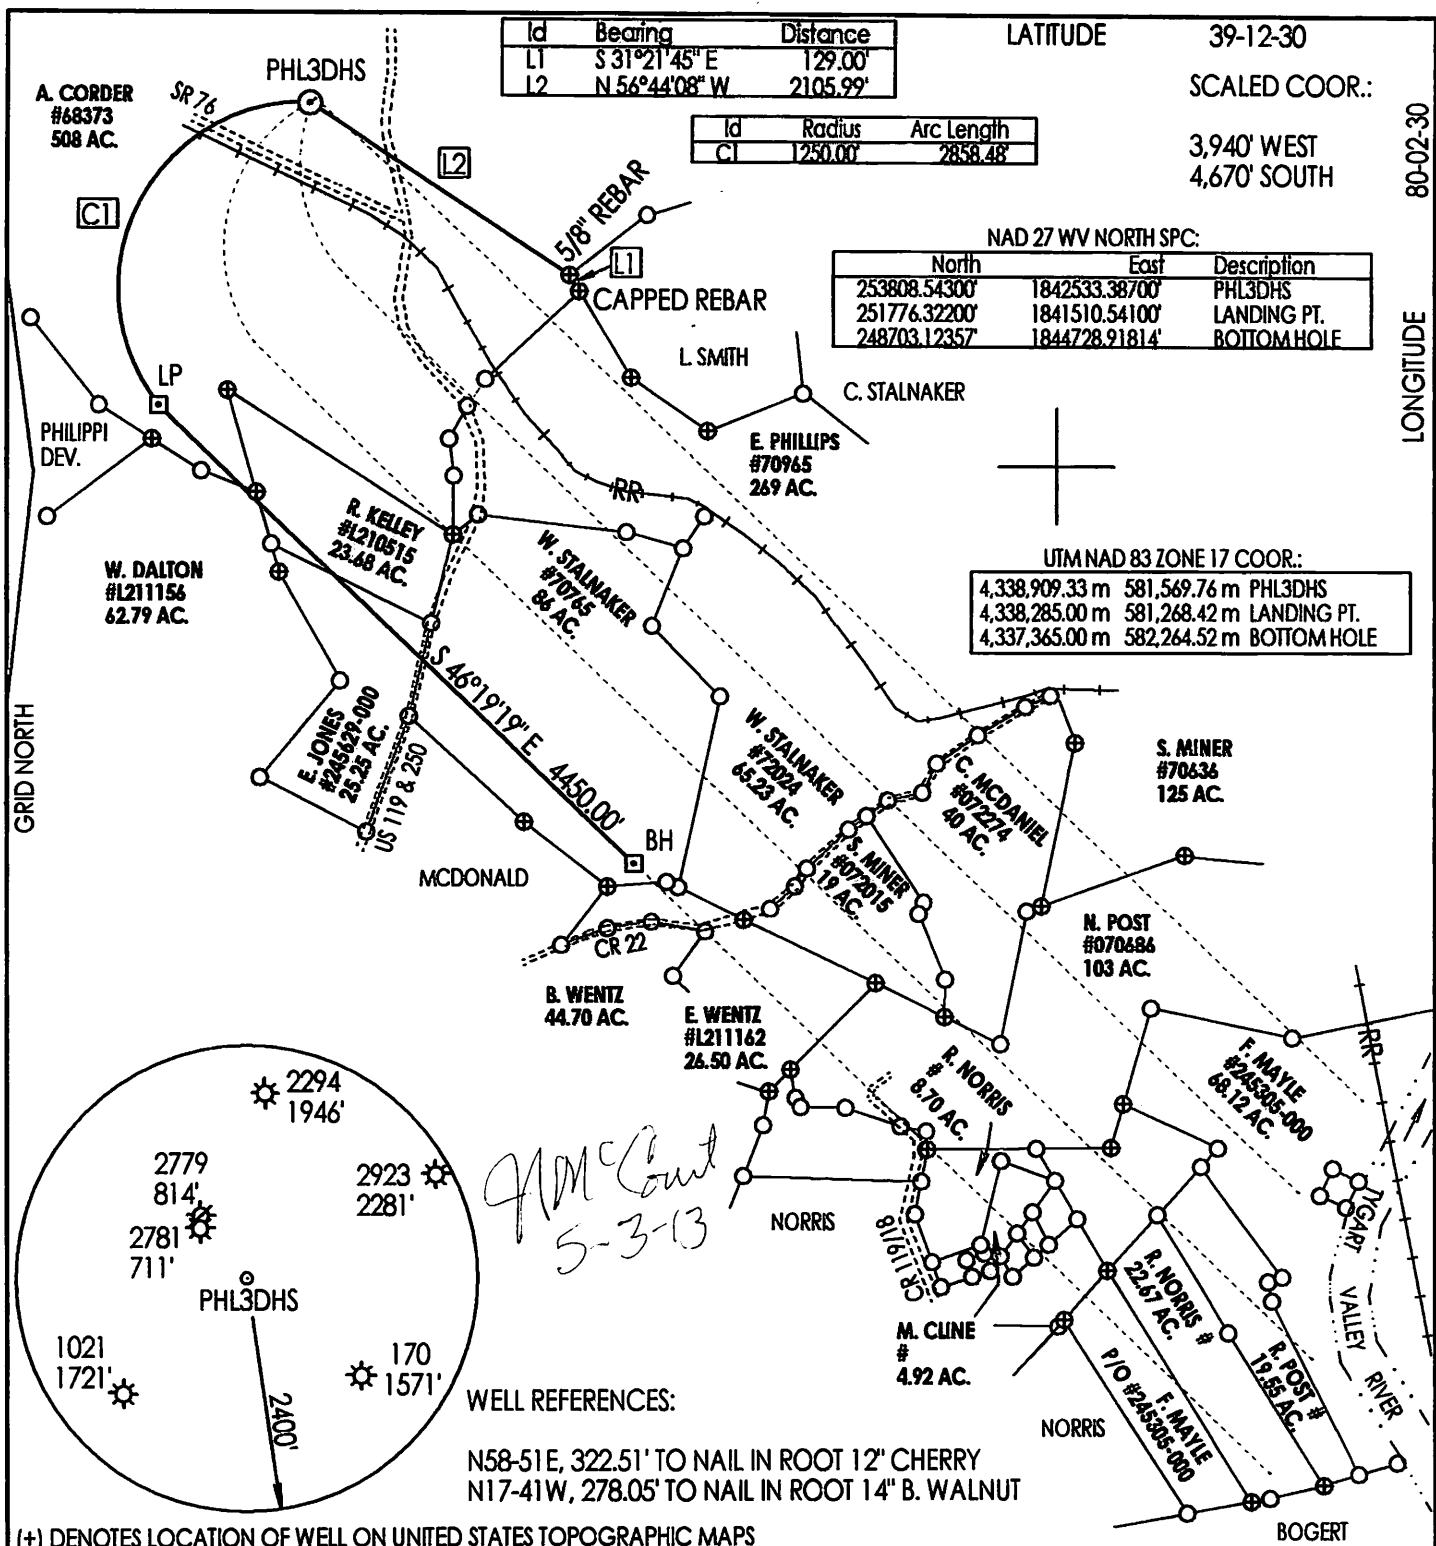 Id Bearing Distance
L1 S 31°21'45" E 129.00'
L2 N 56°44'08" W 2105.99'
LATITUDE 39-12-30
SCALED COOR.:
3,940' WEST
4,670' SOUTH
80-02-30
LONGITUDE
Id Radius Arc Length
C1 1250.00' 2858.48'
NAD 27 WV NORTH SPC:
North East Description
253808.54300' 1842533.38700' PHL3DHS
251776.32200' 1841510.54100' LANDING PT.
248703.12357' 1844728.91814' BOTTOM HOLE
UTM NAD 83 ZONE 17 COOR.:
4,338,909.33 m 581,569.76 m PHL3DHS
4,338,285.00 m 581,268.42 m LANDING PT.
4,337,365.00 m 582,264.52 m BOTTOM HOLE
A. CORDER
#68373
508 AC.
SR 76
PHL3DHS
L2
C1
5/8" REBAR
L1
CAPPED REBAR
L. SMITH
C. STALNAKER
E. PHILLIPS
#70965
269 AC.
LP
PHILIPPI
DEV.
RR
R. KELLEY
#L210515
23.68 AC.
W. STALNAKER
#70765
86 AC.
W. DALTON
#L211156
62.79 AC.
S 46°19'19" E 4450.00'
GRID NORTH
E. JONES
#245629-000
25.25 AC.
US 119 & 250
W. STALNAKER
#72024
65.23 AC.
C. MCDANIEL
#072274
40 AC.
S. MINER
#70636
125 AC.
BH
MCDONALD
S. MINER
#072015
19 AC.
CR 22
N. POST
#070686
103 AC.
B. WENTZ
44.70 AC.
E. WENTZ
#L211162
26.50 AC.
RR
F. MAYLE
#245305-000
68.12 AC.
R. NORRIS
#
8.70 AC.
2294
1946'
2779
814'
2923
2281'
2781
711'
PHL3DHS
1021
1721'
170
1571'
2400'
5-3-13
NORRIS
CR 119/18
TYGART
VALLEY
RIVER
M. CLINE
#
4.92 AC.
R. NORRIS #
22.67 AC.
R. POST #
19.55 AC.
NORRIS
F. MAYLE
P/O #245305-000
WELL REFERENCES:
N58-51E, 322.51' TO NAIL IN ROOT 12" CHERRY
N17-41W, 278.05' TO NAIL IN ROOT 14" B. WALNUT
BOGERT
(+) DENOTES LOCATION OF WELL ON UNITED STATES TOPOGRAPHIC MAPS